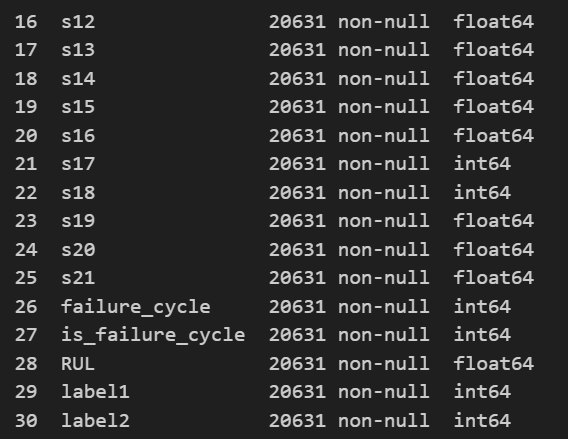 16 s12 20631 non-null float64
17 s13 20631 non-null float64
18 s14 20631 non-null float64
19 s15 20631 non-null float64
20 s16 20631 non-null float64
21 s17 20631 non-null int64
22 s18 20631 non-null int64
23 s19 20631 non-null float64
24 s20 20631 non-null float64
25 s21 20631 non-null float64
26 failure_cycle 20631 non-null int64
27 is_failure_cycle 20631 non-null int64
28 RUL 20631 non-null float64
29 label1 20631 non-null int64
30 label2 20631 non-null int64